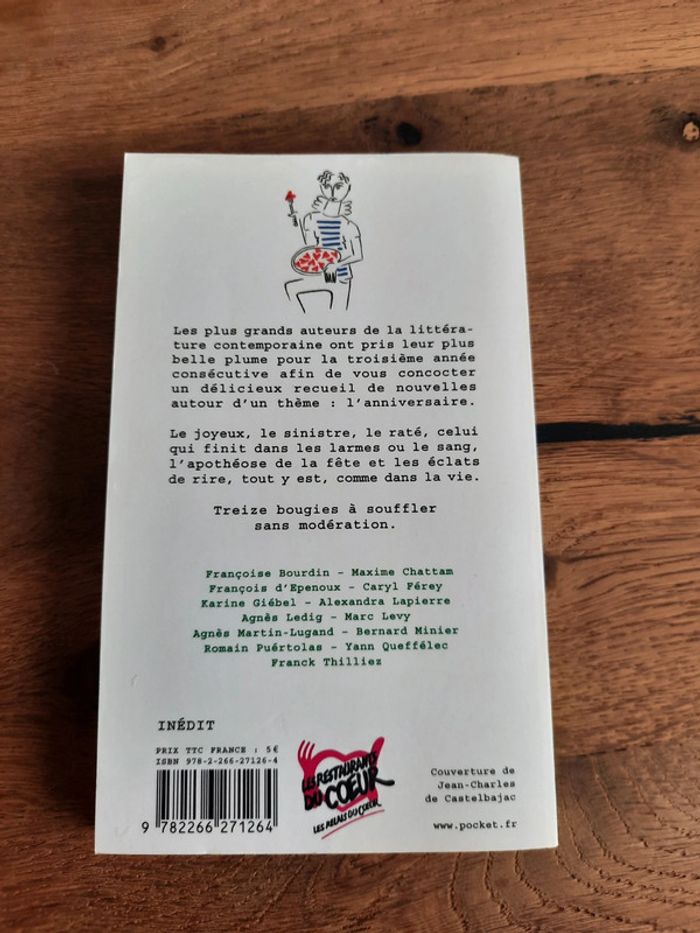 Les plus grands auteurs de la littéra-
ture contemporaine ont pris leur plus
belle plume pour la troisième année
consécutive afin de vous concocter
un délicieux recueil de nouvelles
autour d'un thème : l'anniversaire.
Le joyeux, le sinistre, le raté, celui
qui finit dans les larmes ou le sang,
l'apothéose de la fête et les éclats
de rire, tout y est, comme dans la vie.
Treize bougies à souffler
sans modération.
Françoise Bourdin – Maxime Chattam
François d'Epenoux – Caryl Férey
Karine Giébel – Alexandra Lapierre
Agnès Ledig – Marc Levy
Agnès Martin-Lugand – Bernard Minier
Romain Puértolas – Yann Queffélec
Franck Thilliez
INÉDIT
PRIX TTC FRANCE : 5€
ISBN 978-2-266-27126-4
9 782266 271264
LES RESTAURANTS
DU CŒUR
LES RELAIS DU CŒUR
Couverture de
Jean-Charles
de Castelbajac
www.pocket.fr